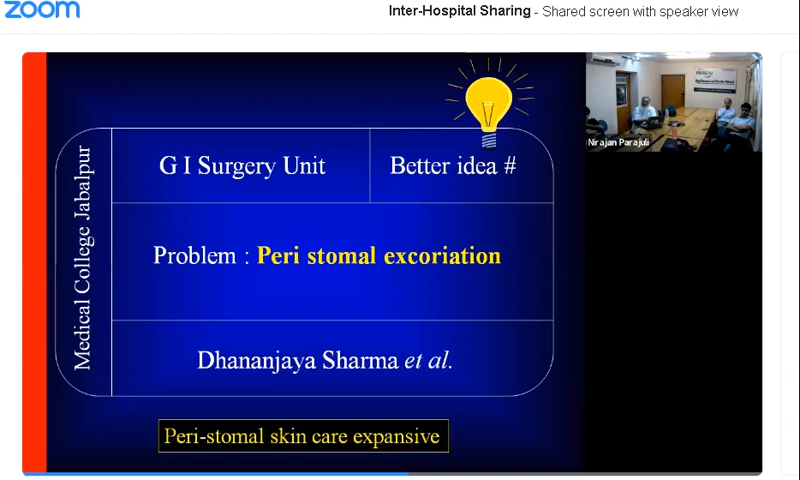 zoom
Inter-Hospital Sharing - Shared screen with speaker view
Medical College Jabalpur
G I Surgery Unit
Better idea #
Problem : Peri stomal excoriation
Dhananjaya Sharma et al.
Peri-stomal skin care expansive
Nirajan Parajuli